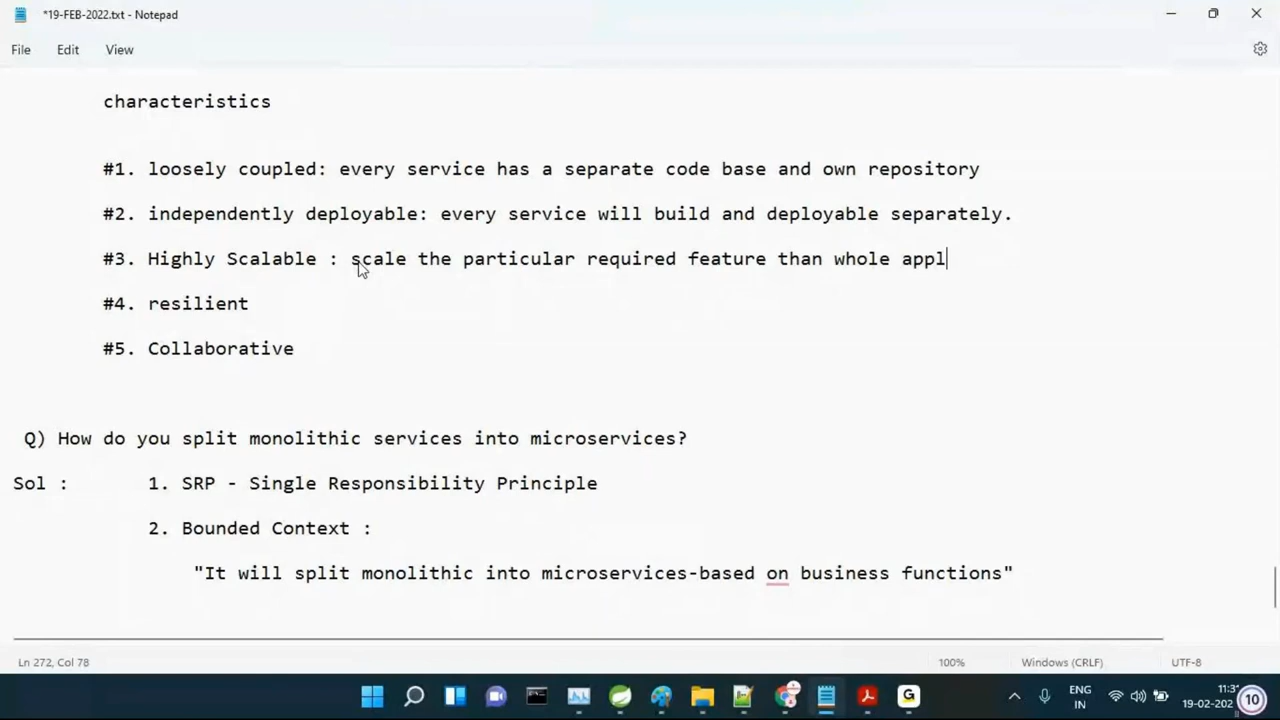 *19-FEB-2022.txt - Notepad
File Edit View
characteristics
#1. loosely coupled: every service has a separate code base and own repository
#2. independently deployable: every service will build and deployable separately.
#3. Highly Scalable : scale the particular required feature than whole appl
#4. resilient
#5. Collaborative
Q) How do you split monolithic services into microservices?
Sol : 1. SRP - Single Responsibility Principle
2. Bounded Context :
"It will split monolithic into microservices-based on business functions"
Ln 272, Col 78 100% Windows (CRLF) UTF-8
ENG
IN
19-02-202
10